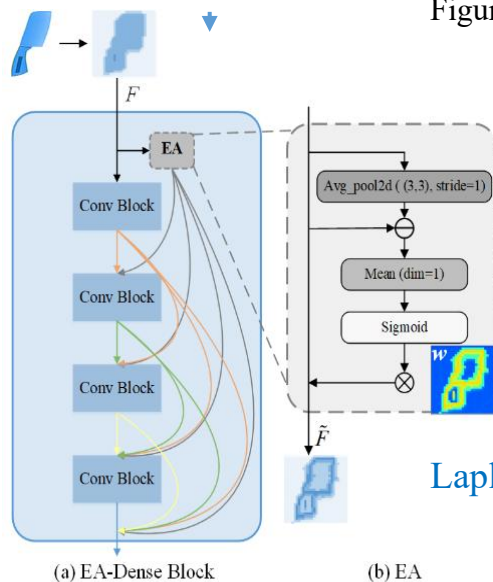 Figur
F
EA
Conv Block
Avg_pool2d ( (3,3), stride=1)
Conv Block
Mean (dim=1)
Sigmoid
Conv Block
w
F̃
Conv Block
Lapl
(a) EA-Dense Block
(b) EA